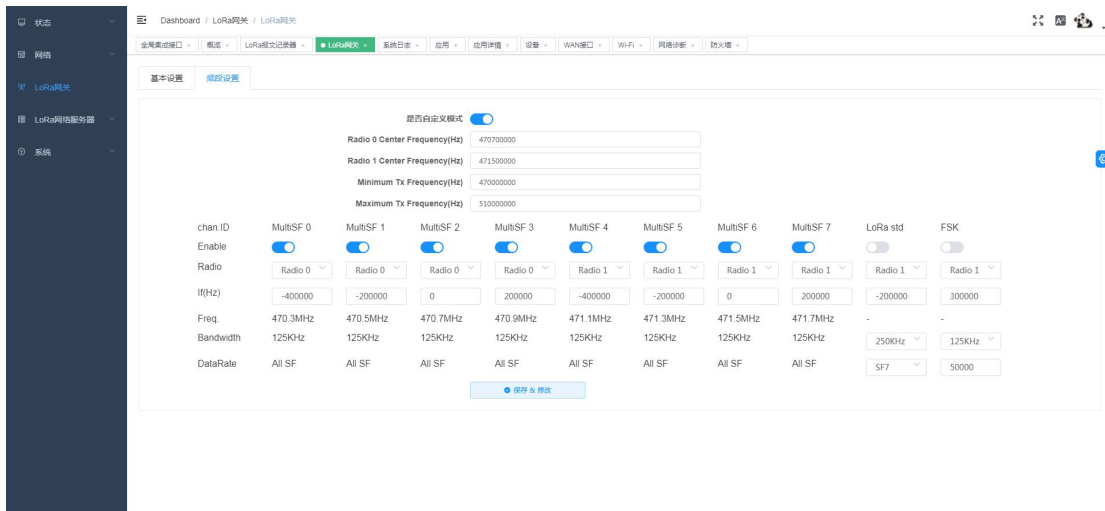 状态
网络
LoRa网关
LoRa网络服务器
系统
Dashboard / LoRa网关 / LoRa网关
全局集成接口 × 概览 × LoRa报文记录器 × LoRa网关 × 系统日志 × 应用 × 应用详情 × 设备 × WAN接口 × Wi-Fi × 网络诊断 × 防火墙 ×
基本设置 频段设置
是否自定义模式
Radio 0 Center Frequency(Hz) 470700000
Radio 1 Center Frequency(Hz) 471500000
Minimum Tx Frequency(Hz) 470000000
Maximum Tx Frequency(Hz) 510000000
chan.ID MultiSF 0 MultiSF 1 MultiSF 2 MultiSF 3 MultiSF 4 MultiSF 5 MultiSF 6 MultiSF 7 LoRa std FSK
Enable
Radio Radio 0 Radio 0 Radio 0 Radio 0 Radio 1 Radio 1 Radio 1 Radio 1 Radio 1 Radio 1
If(Hz) -400000 -200000 0 200000 -400000 -200000 0 200000 -200000 300000
Freq. 470.3MHz 470.5MHz 470.7MHz 470.9MHz 471.1MHz 471.3MHz 471.5MHz 471.7MHz - -
Bandwidth 125KHz 125KHz 125KHz 125KHz 125KHz 125KHz 125KHz 125KHz 250KHz 125KHz
DataRate All SF All SF All SF All SF All SF All SF All SF All SF SF7 50000
保存 & 修改